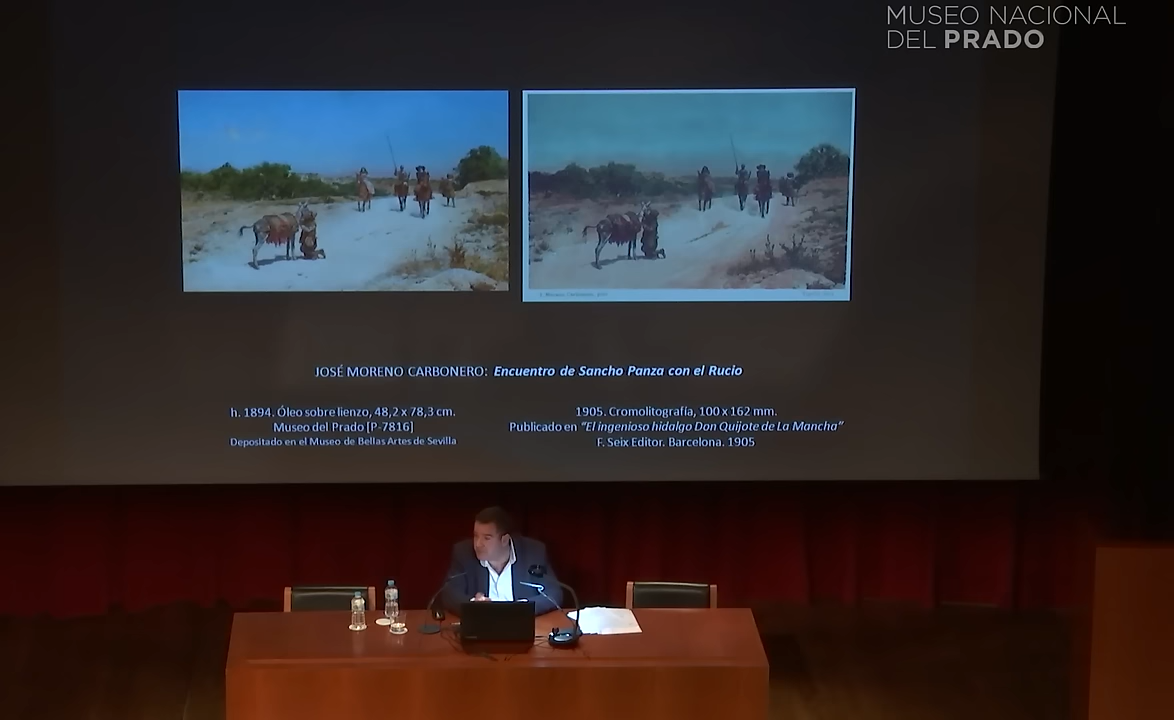 MUSEO NACIONAL
DEL PRADO
JOSÉ MORENO CARBONERO: Encuentro de Sancho Panza con el Rucio
h. 1894. Óleo sobre lienzo, 48,2 x 78,3 cm.
Museo del Prado [P-7816]
Depositado en el Museo de Bellas Artes de Sevilla
1905. Cromolitografía, 100 x 162 mm.
Publicado en “El ingenioso hidalgo Don Quijote de La Mancha”
F. Seix Editor. Barcelona. 1905